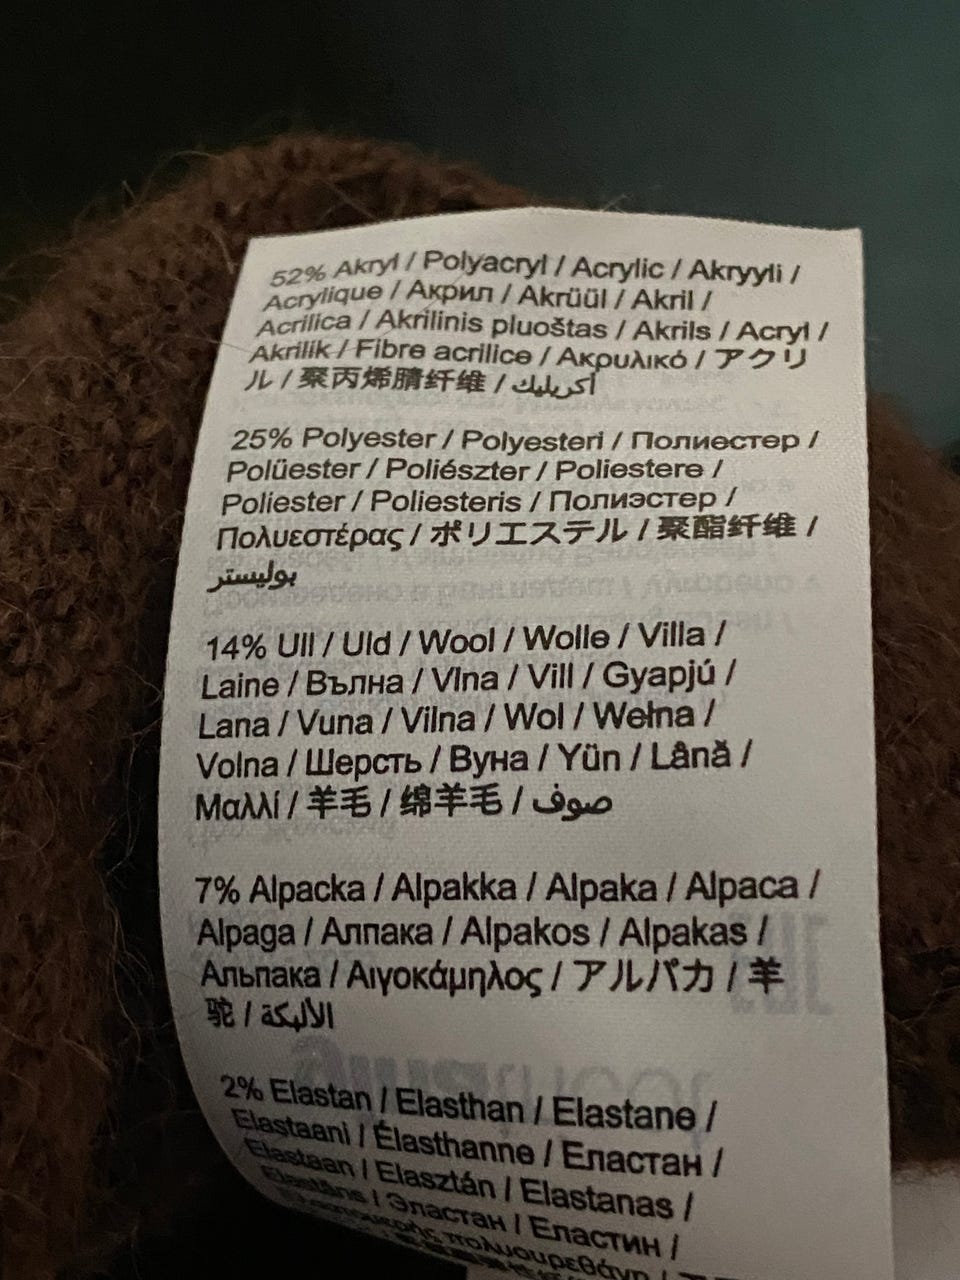 52% Akryl / Polyacryl / Acrylic / Akryyli /
Acrylique / Акрил / Akrüül / Akril /
Acrilica / Akrilinis pluoštas / Akrils / Acryl /
Akrilik / Fibre acrilice / Ακρυλικό / アクリ
ル / 聚丙烯腈纤维 / أكريليك
25% Polyester / Polyesteri / Полиестер /
Polüester / Poliészter / Poliestere /
Poliester / Poliesteris / Полиэстер /
Πολυεστέρας / ポリエステル / 聚酯纤维 /
بوليستر
14% Ull / Uld / Wool / Wolle / Villa /
Laine / Вълна / Vlna / Vill / Gyapjú /
Lana / Vuna / Vilna / Wol / Wełna /
Volna / Шерсть / Вуна / Yün / Lână /
Μαλλί / 羊毛 / 绵羊毛 / صوف
7% Alpacka / Alpakka / Alpaka / Alpaca /
Alpaga / Алпака / Alpakos / Alpakas /
Альпака / Αιγοκάμηλος / アルパカ / 羊
驼 / الألبكة
2% Elastan / Elasthan / Elastane /
Elastaani / Élasthanne / Еластан /
Elastaan / Elasztán / Elastanas /
Elastāns / Эластан / Еластин /
πολυουρεθάνη /